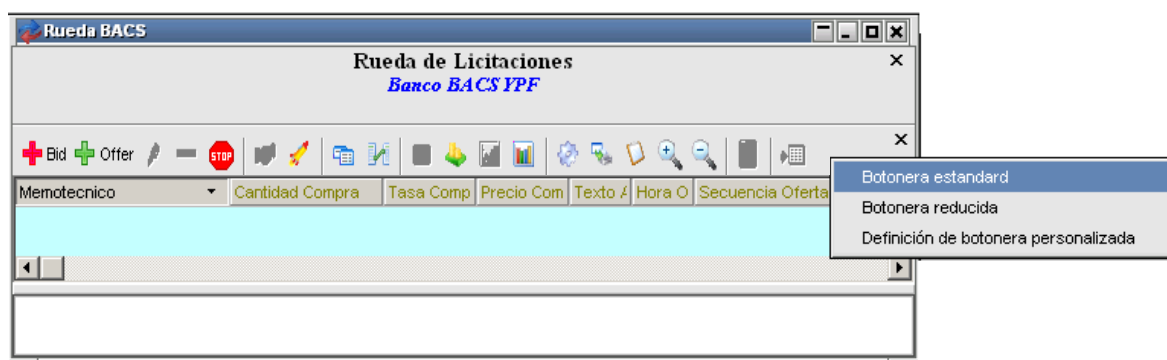 Rueda BACS
Rueda de Licitaciones
Banco BACS YPF
Bid Offer STOP
Botonera estandard
Botonera reducida
Definición de botonera personalizada
Memotecnico Cantidad Compra Tasa Comp Precio Com Texto Hora O Secuencia Oferta